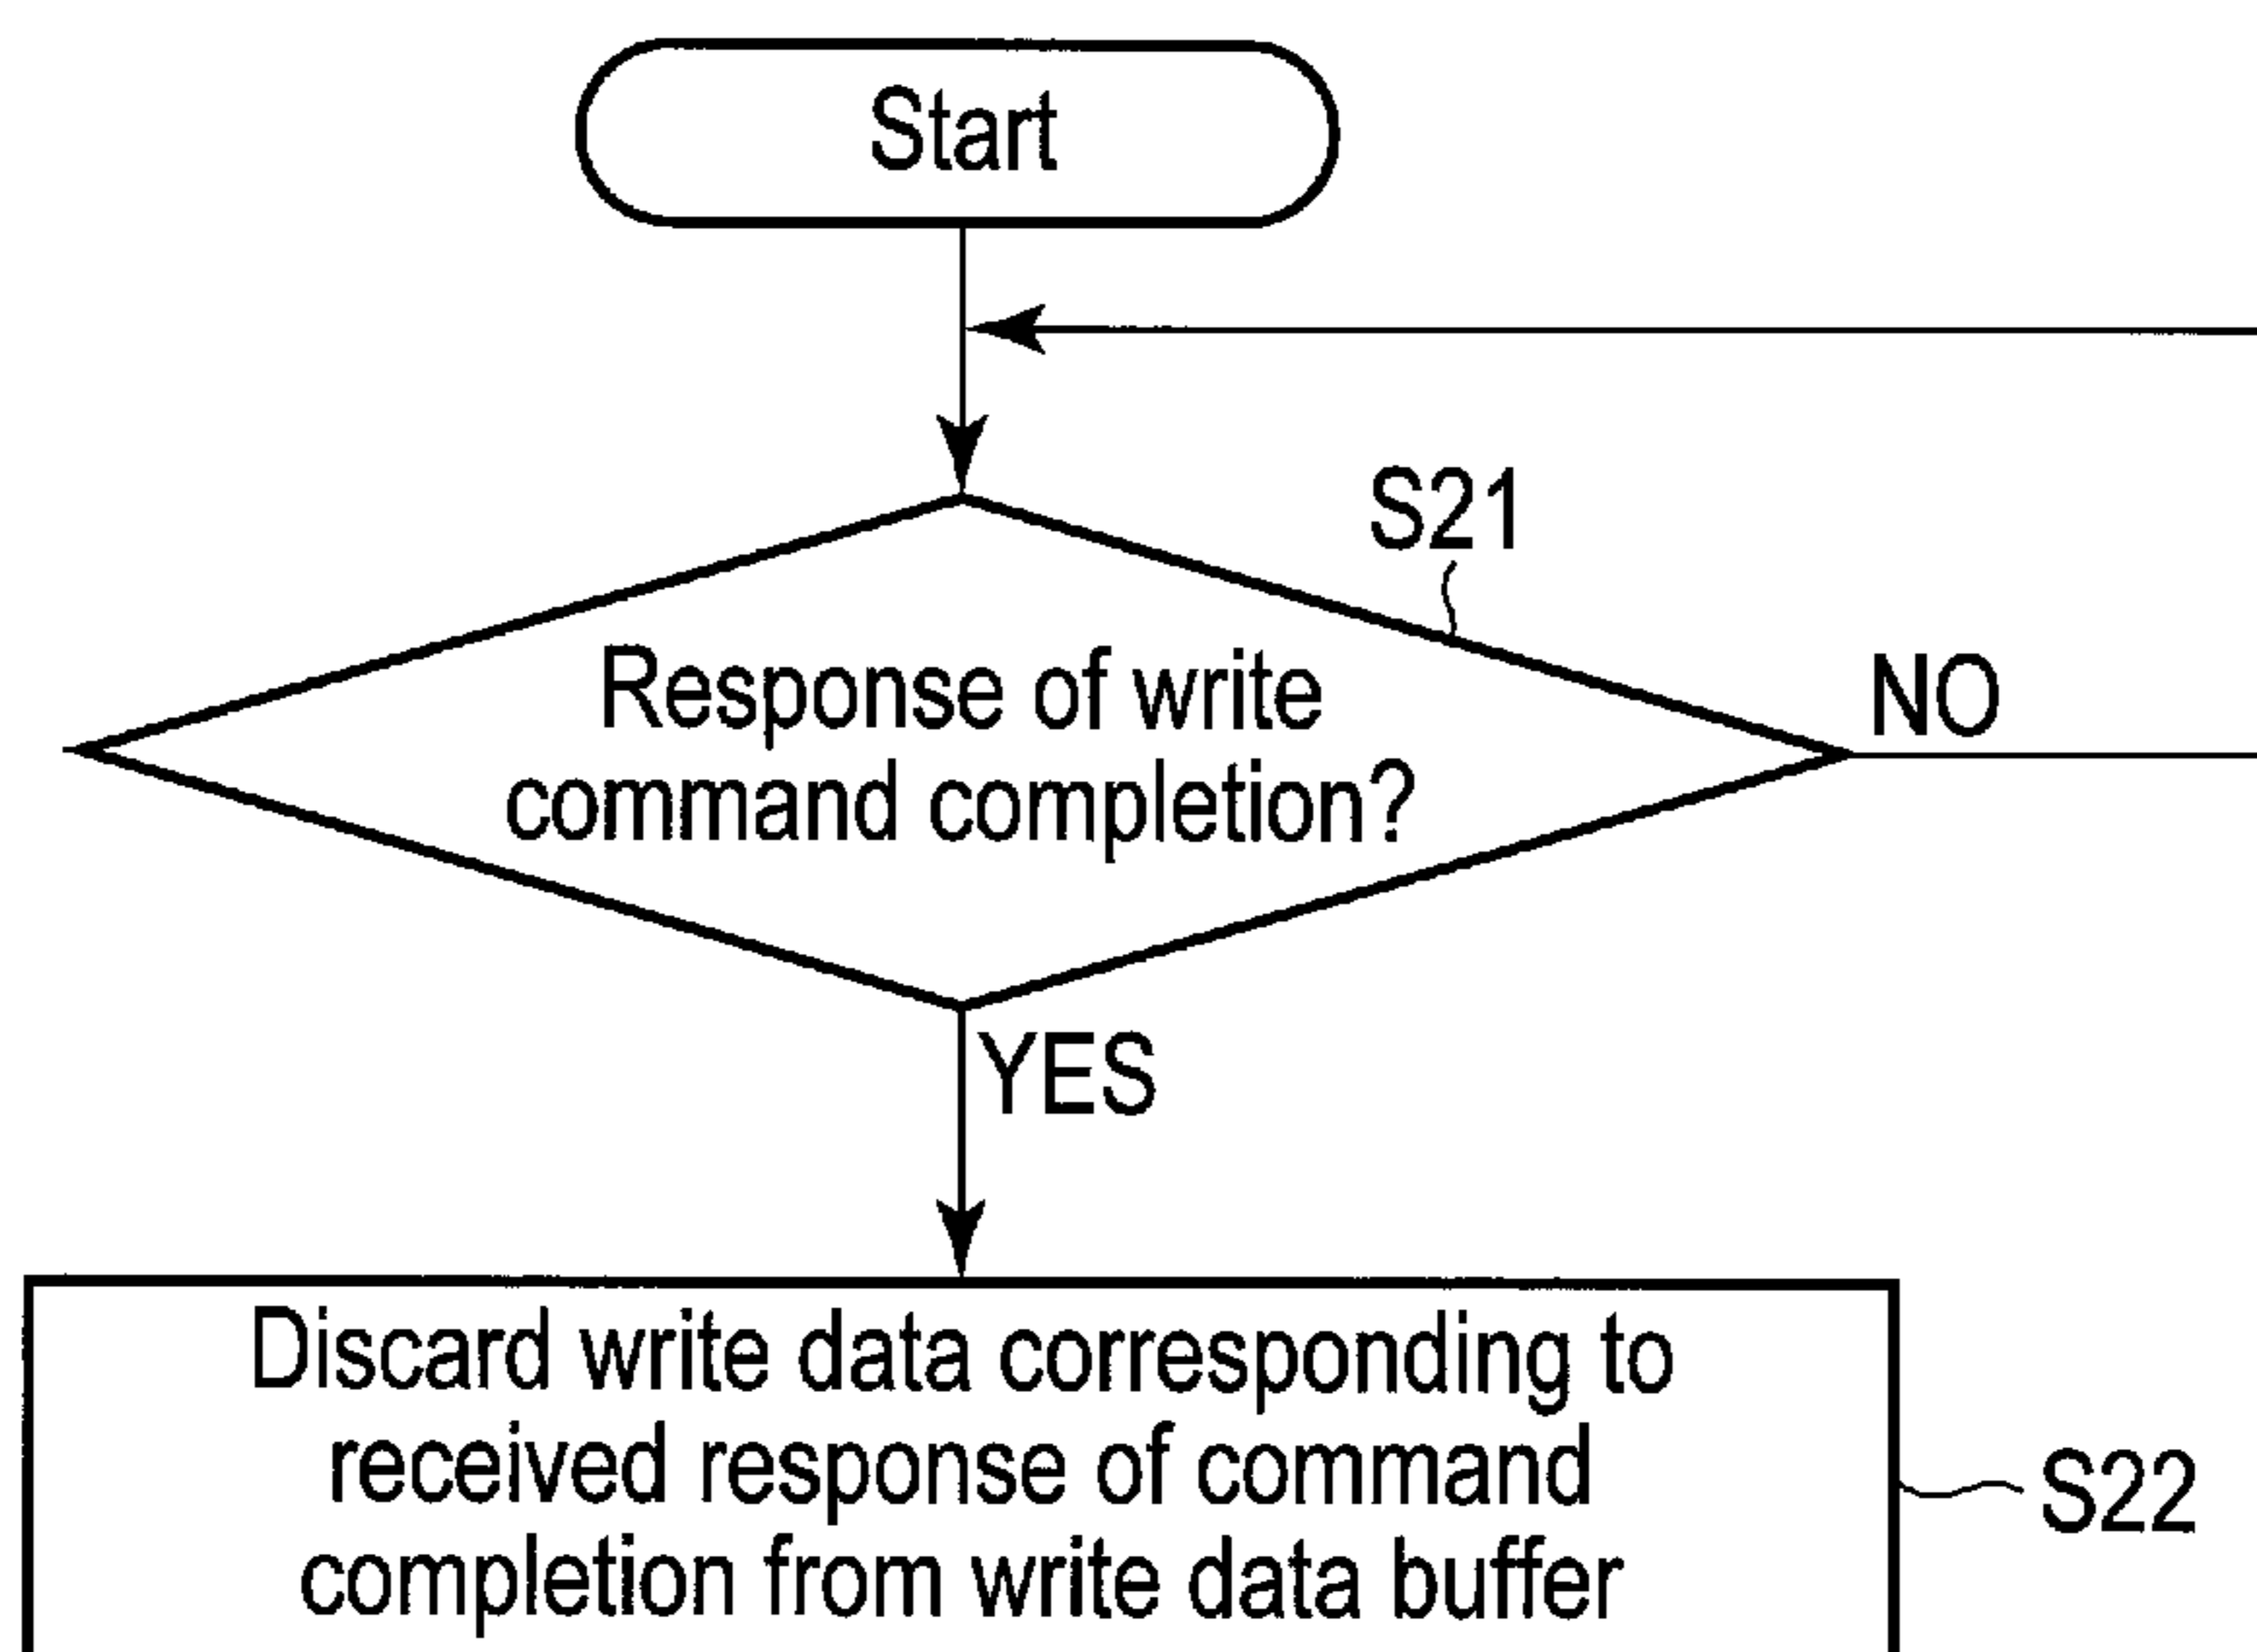 Start
S21
Response of write
command completion?
NO
YES
Discard write data corresponding to
received response of command
completion from write data buffer
S22